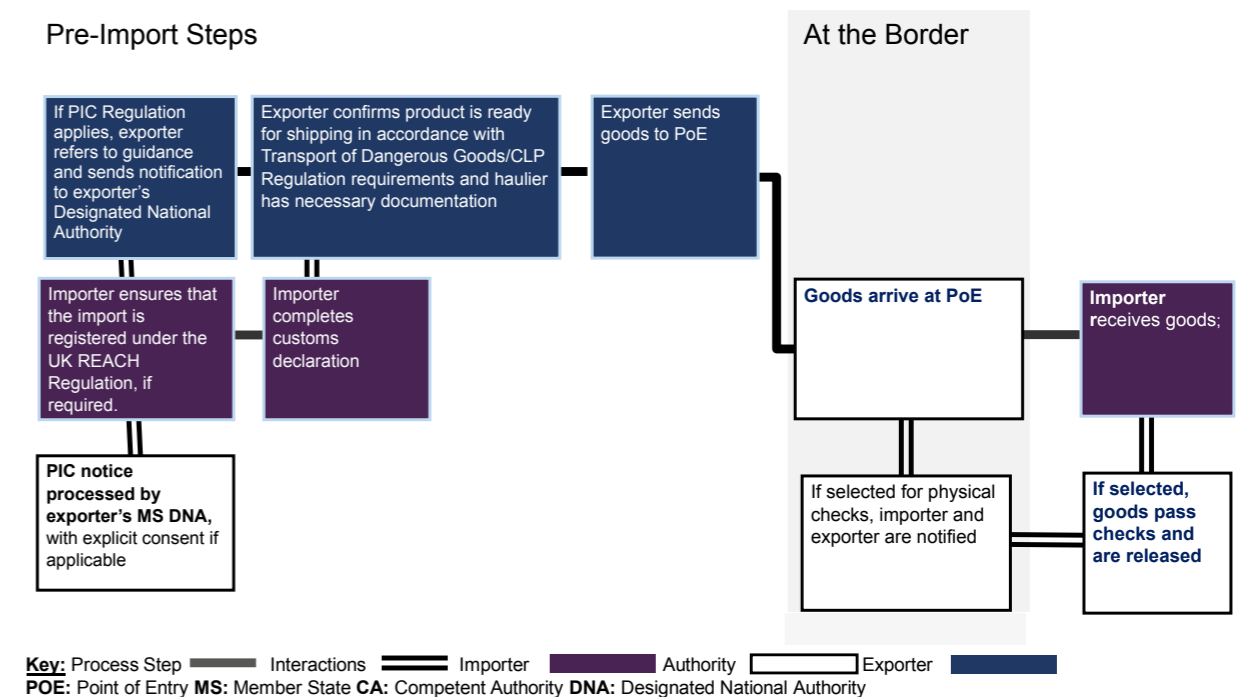 Pre-Import Steps
At the Border
If PIC Regulation
applies, exporter
refers to guidance
and sends notification
to exporter's
Designated National
Authority
Exporter confirms product is ready
for shipping in accordance with
Transport of Dangerous Goods/CLP
Regulation requirements and haulier
has necessary documentation
Exporter sends
goods to PoE
Importer ensures that
the import is
registered under the
UK REACH
Regulation, if
required.
Importer
completes
customs
declaration
Goods arrive at PoE
Importer
receives goods;
PIC notice
processed by
exporter's MS DNA,
with explicit consent if
applicable
If selected for physical
checks, importer and
exporter are notified
If selected,
goods pass
checks and
are released
Key: Process Step Interactions Importer Authority Exporter
POE: Point of Entry MS: Member State CA: Competent Authority DNA: Designated National Authority